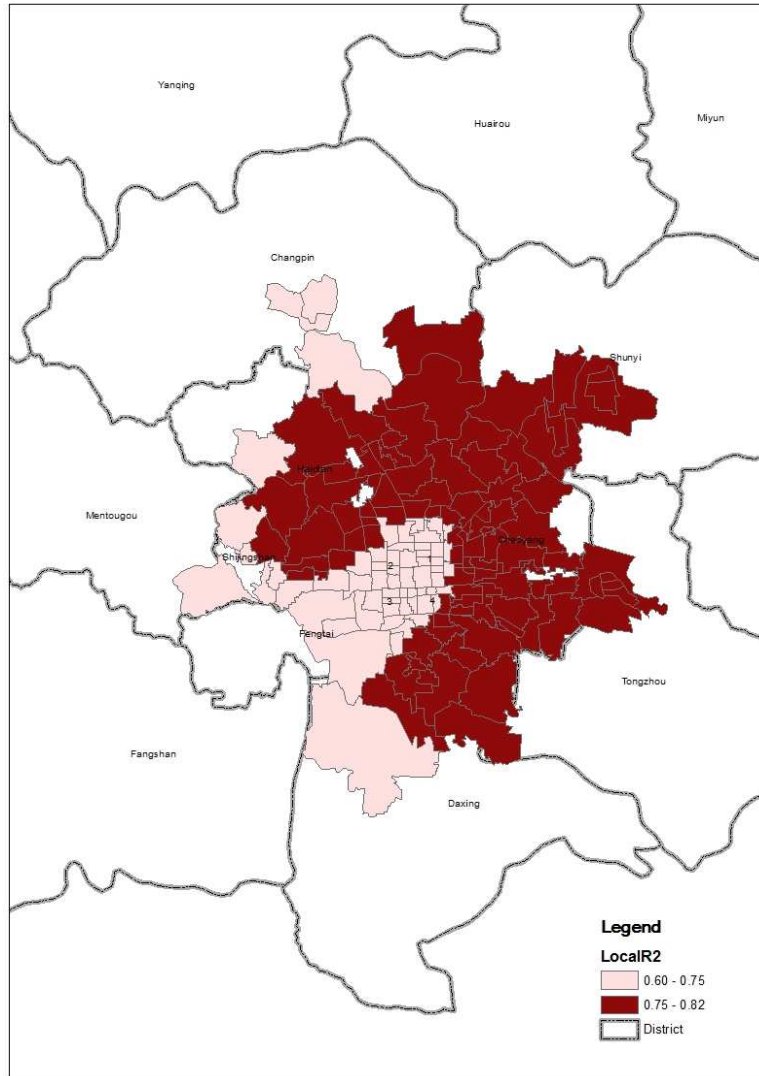 Yanqing
Huairou
Miyun
Changpin
Shunyi
Haidian
Mentougou
Chaoyang
Shijingshan
1
2
3
4
Fengtai
Tongzhou
Fangshan
Daxing
Legend
LocalR2
0.60 - 0.75
0.75 - 0.82
District